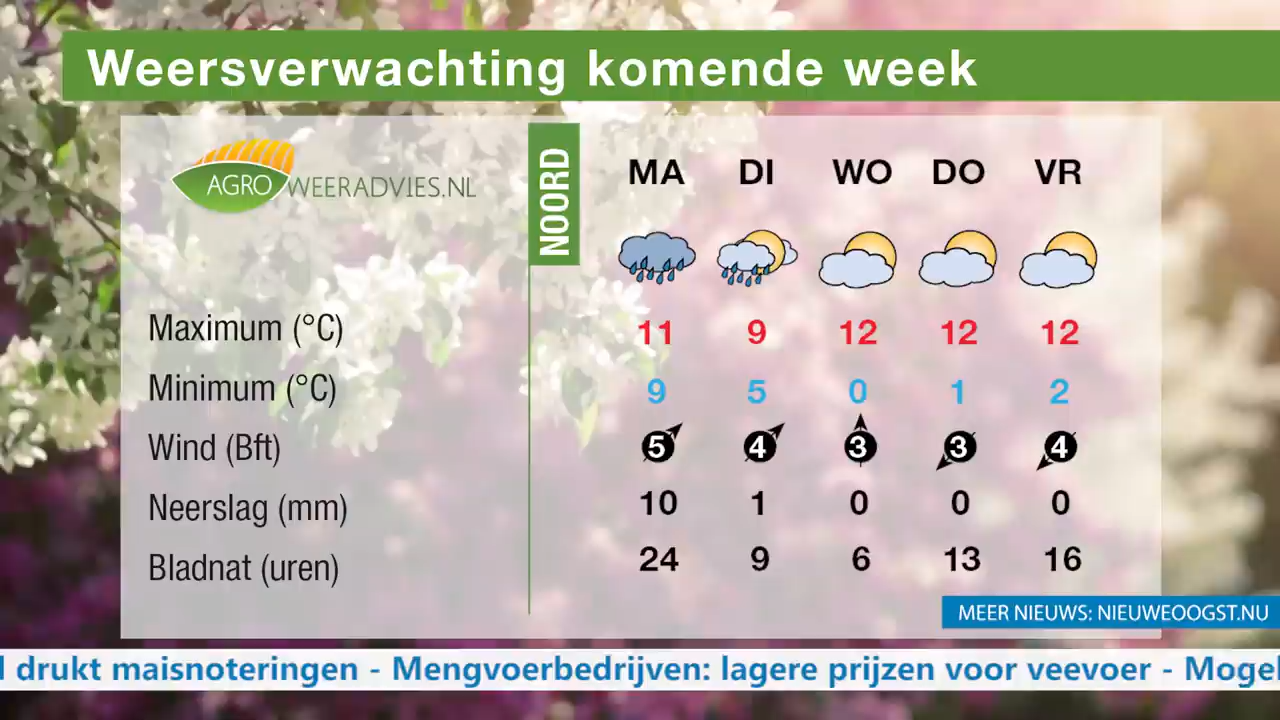 Weersverwachting komende week
AGRO WEERADVIES.NL
NOORD
MA DI WO DO VR
Maximum (°C) 11 9 12 12 12
Minimum (°C) 9 5 0 1 2
Wind (Bft) 5 4 3 3 4
Neerslag (mm) 10 1 0 0 0
Bladnat (uren) 24 9 6 13 16
MEER NIEUWS: NIEUWEOOGST.NU
drukt maisnoteringen - Mengvoerbedrijven: lagere prijzen voor veevoer -